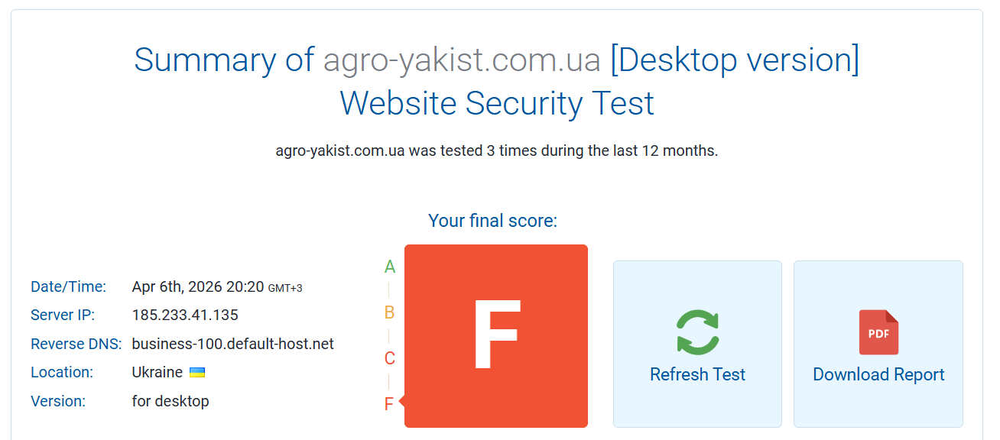 Summary of agro-yakist.com.ua [Desktop version]
Website Security Test
agro-yakist.com.ua was tested 3 times during the last 12 months.
Your final score:
Date/Time: Apr 6th, 2026 20:20 GMT+3
Server IP: 185.233.41.135
Reverse DNS: business-100.default-host.net
Location: Ukraine
Version: for desktop
A
B
C
F
F
Refresh Test
PDF
Download Report